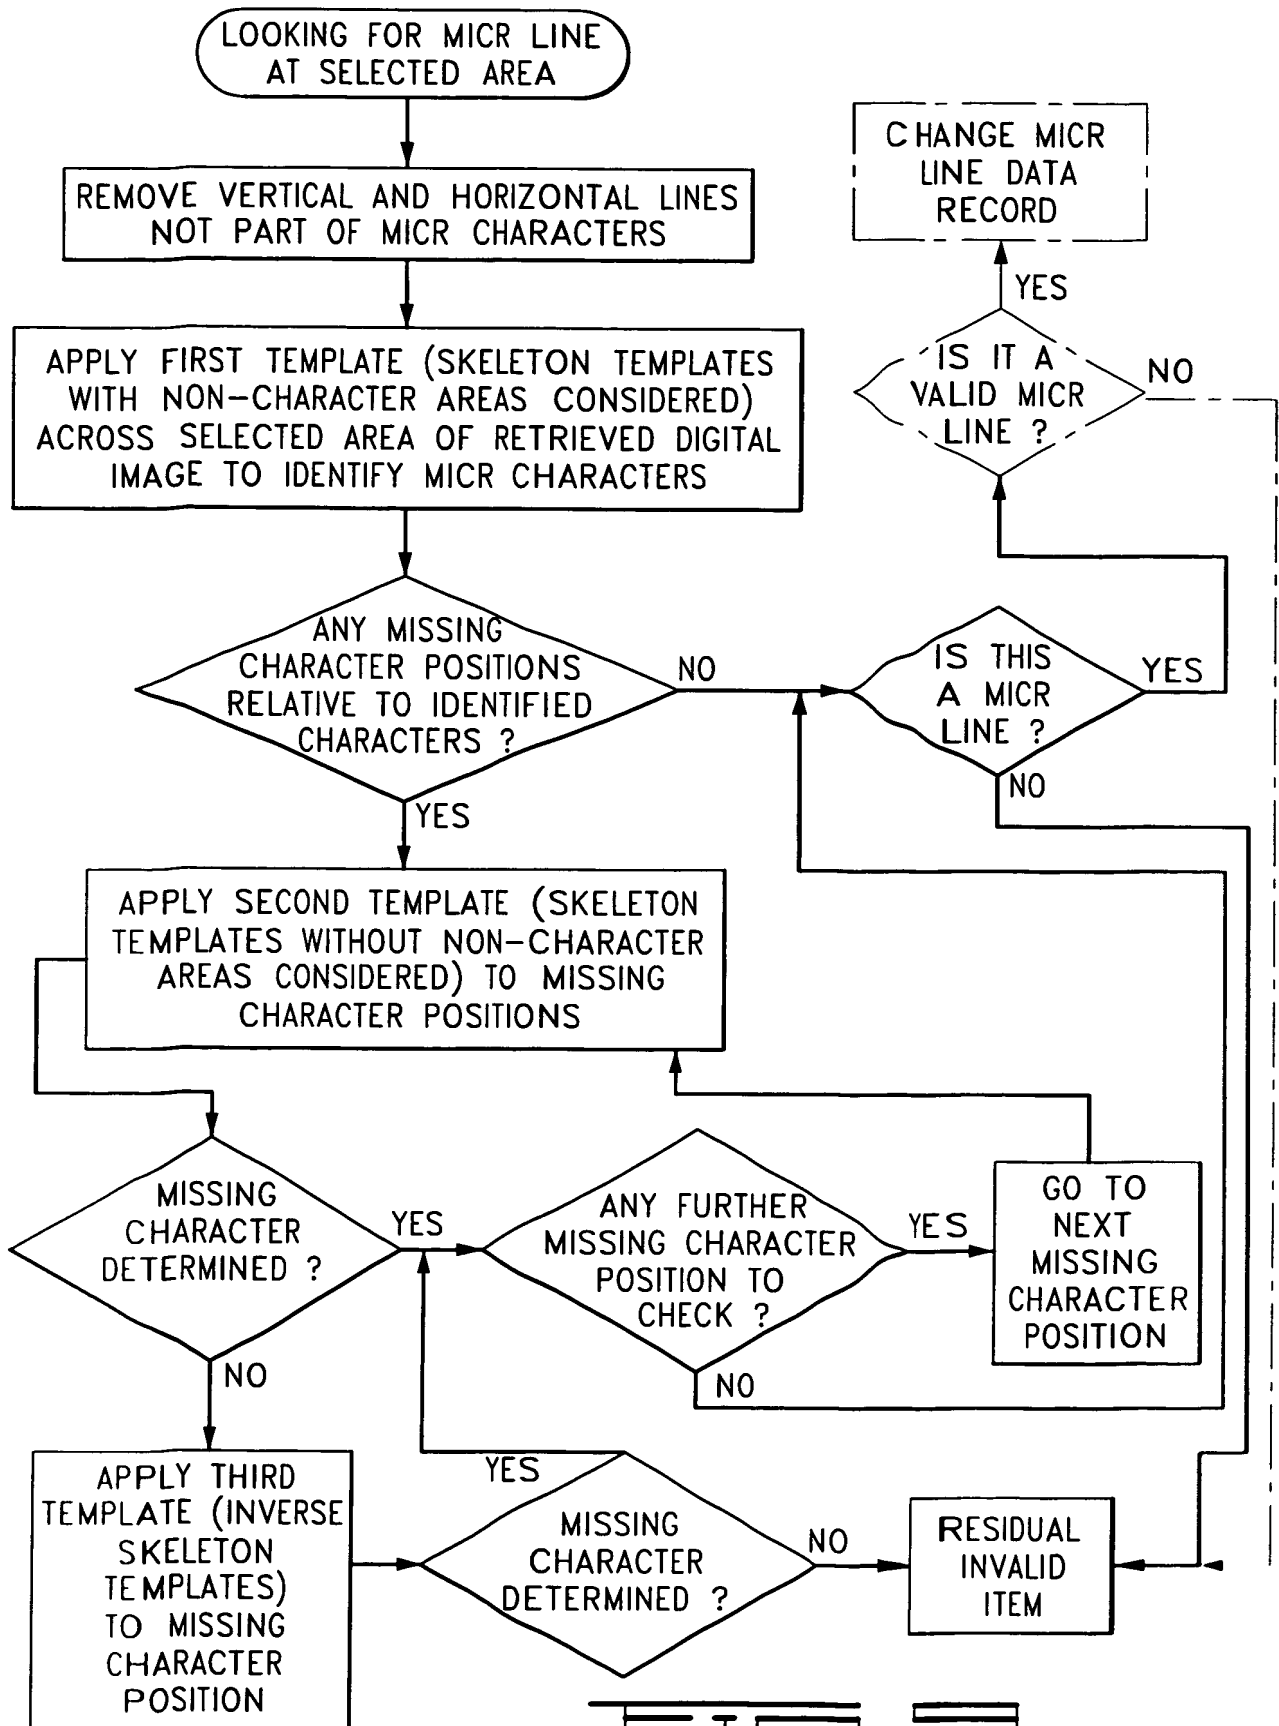 LOOKING FOR MICR LINE
AT SELECTED AREA
REMOVE VERTICAL AND HORIZONTAL LINES
NOT PART OF MICR CHARACTERS
APPLY FIRST TEMPLATE (SKELETON TEMPLATES
WITH NON-CHARACTER AREAS CONSIDERED)
ACROSS SELECTED AREA OF RETRIEVED DIGITAL
IMAGE TO IDENTIFY MICR CHARACTERS
ANY MISSING
CHARACTER POSITIONS
RELATIVE TO IDENTIFIED
CHARACTERS ?
NO
YES
IS THIS
A MICR
LINE ?
YES
NO
IS IT A
VALID MICR
LINE ?
YES
NO
CHANGE MICR
LINE DATA
RECORD
APPLY SECOND TEMPLATE (SKELETON
TEMPLATES WITHOUT NON-CHARACTER
AREAS CONSIDERED) TO MISSING
CHARACTER POSITIONS
MISSING
CHARACTER
DETERMINED ?
YES
NO
ANY FURTHER
MISSING CHARACTER
POSITION TO
CHECK ?
YES
NO
GO TO
NEXT
MISSING
CHARACTER
POSITION
APPLY THIRD
TEMPLATE (INVERSE
SKELETON
TEMPLATES)
TO MISSING
CHARACTER
POSITION
YES
MISSING
CHARACTER
DETERMINED ?
NO
RESIDUAL
INVALID
ITEM